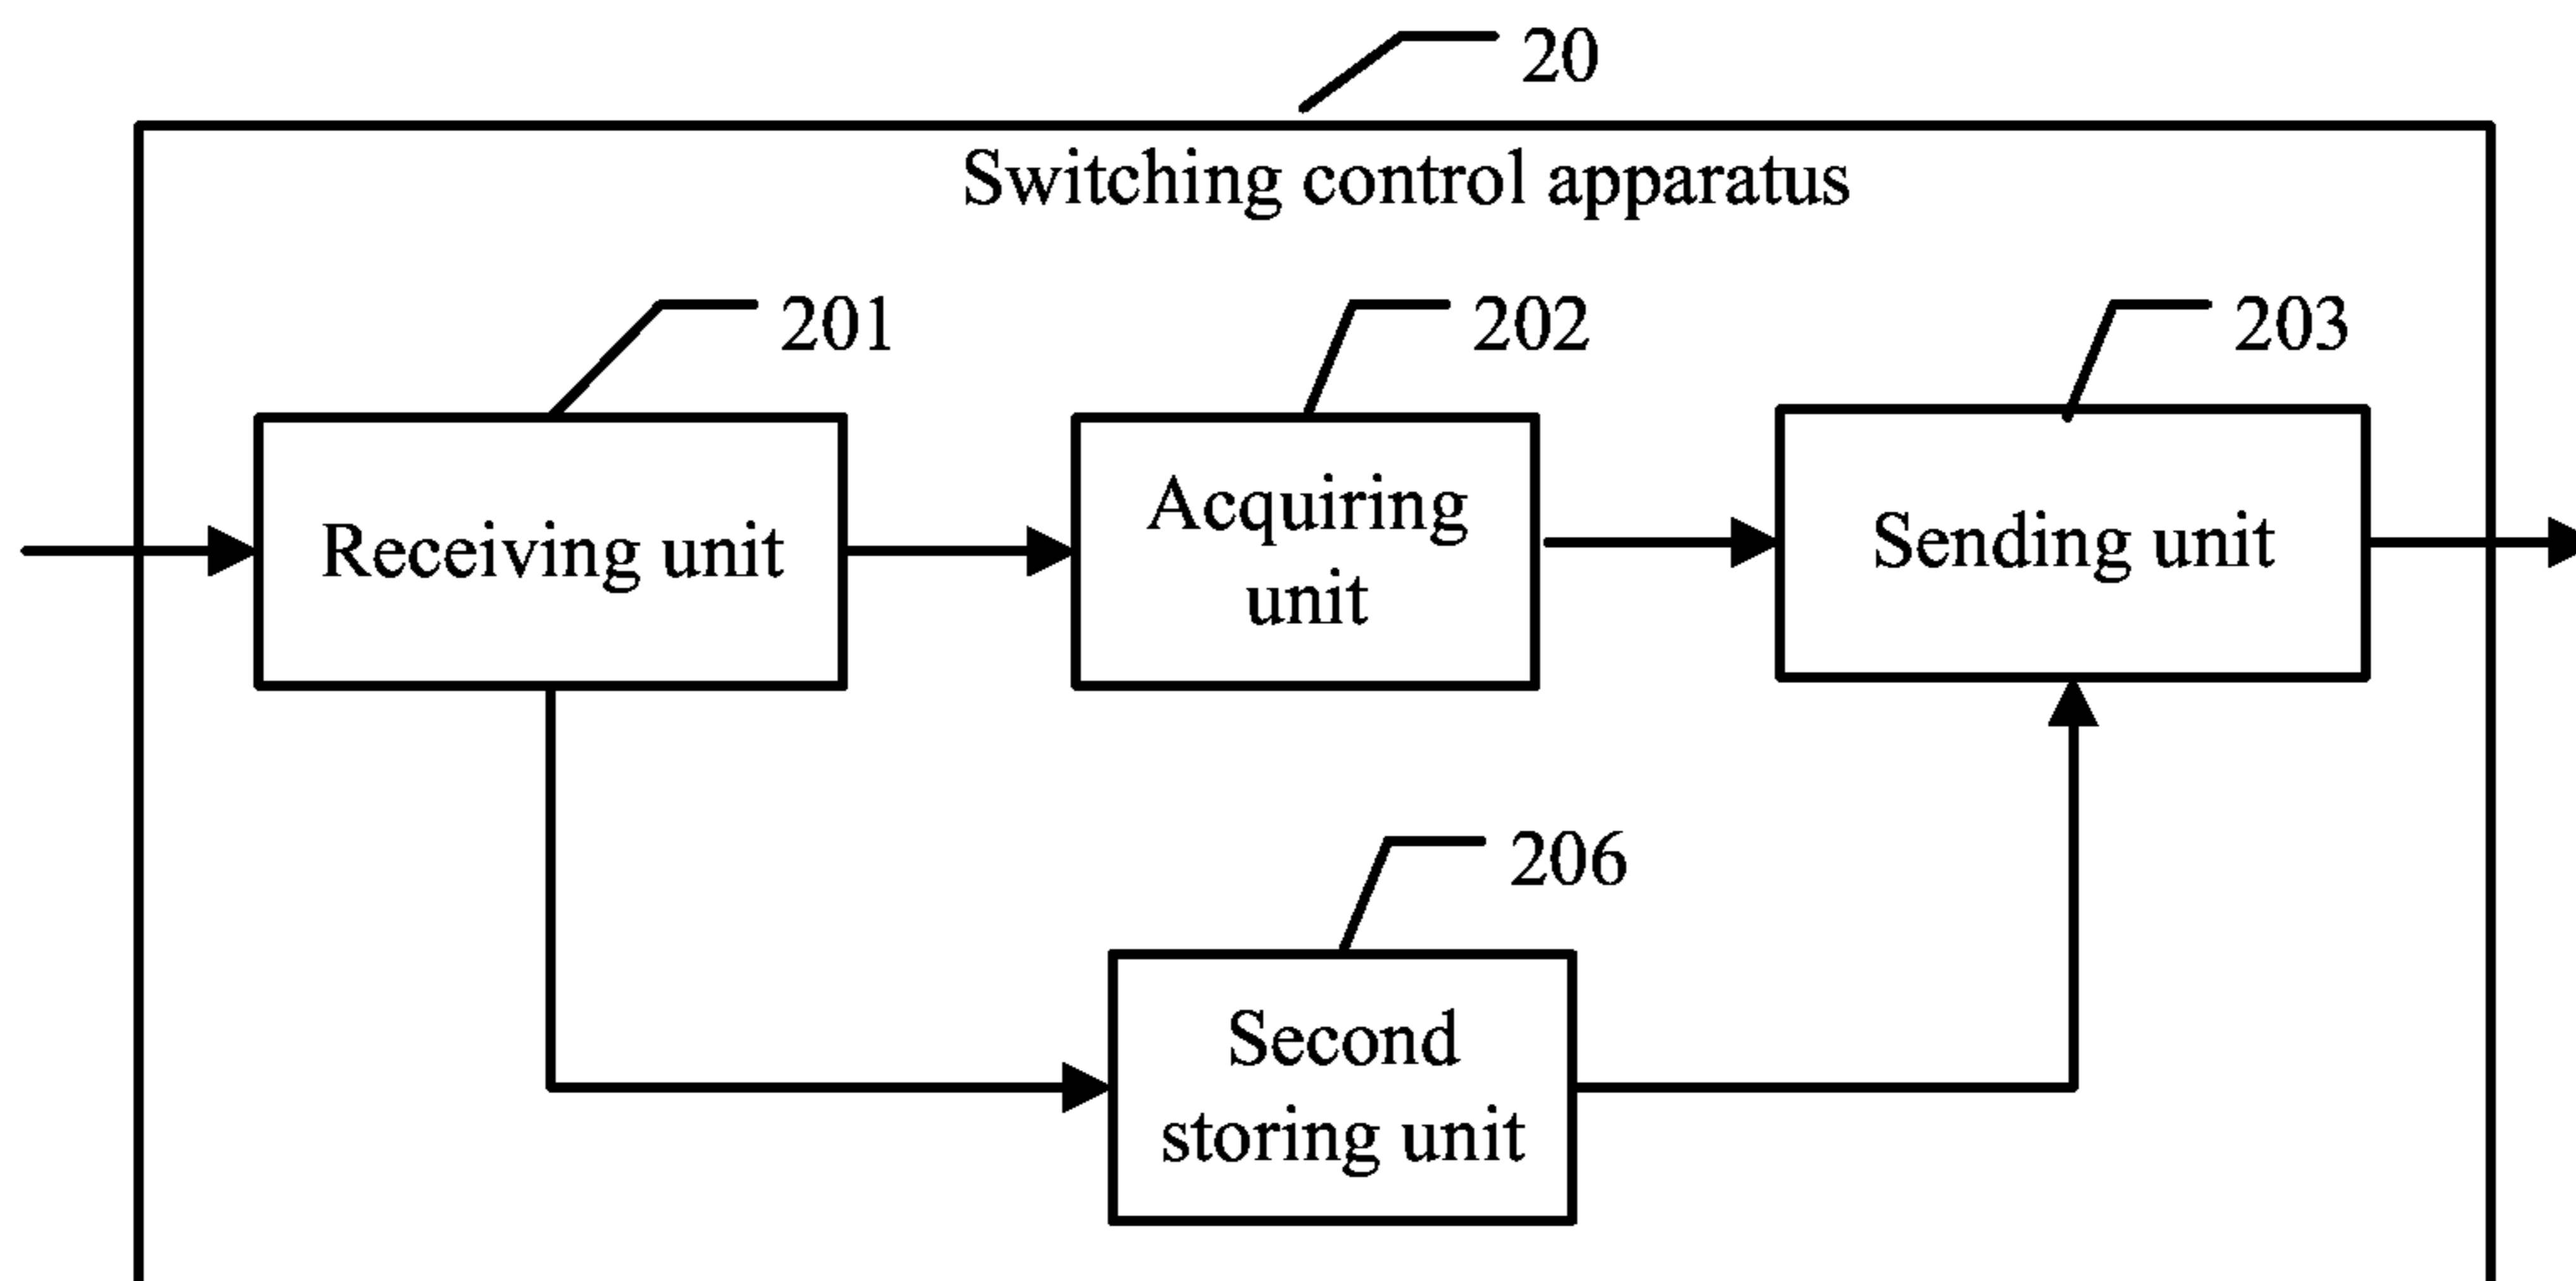 20
Switching control apparatus
201
202
203
Receiving unit
Acquiring
unit
Sending unit
206
Second
storing unit